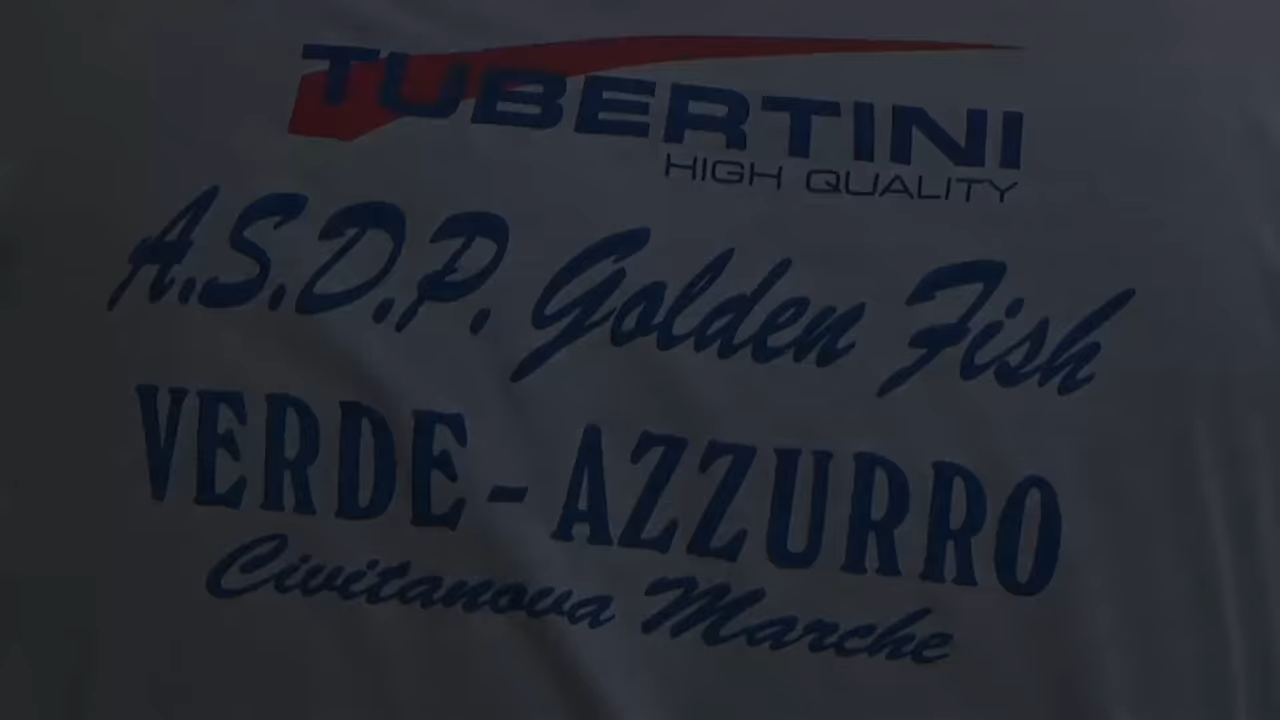 TUBERTINI
HIGH QUALITY
A.S.D.P. Golden Fish
VERDE - AZZURRO
Civitanova Marche